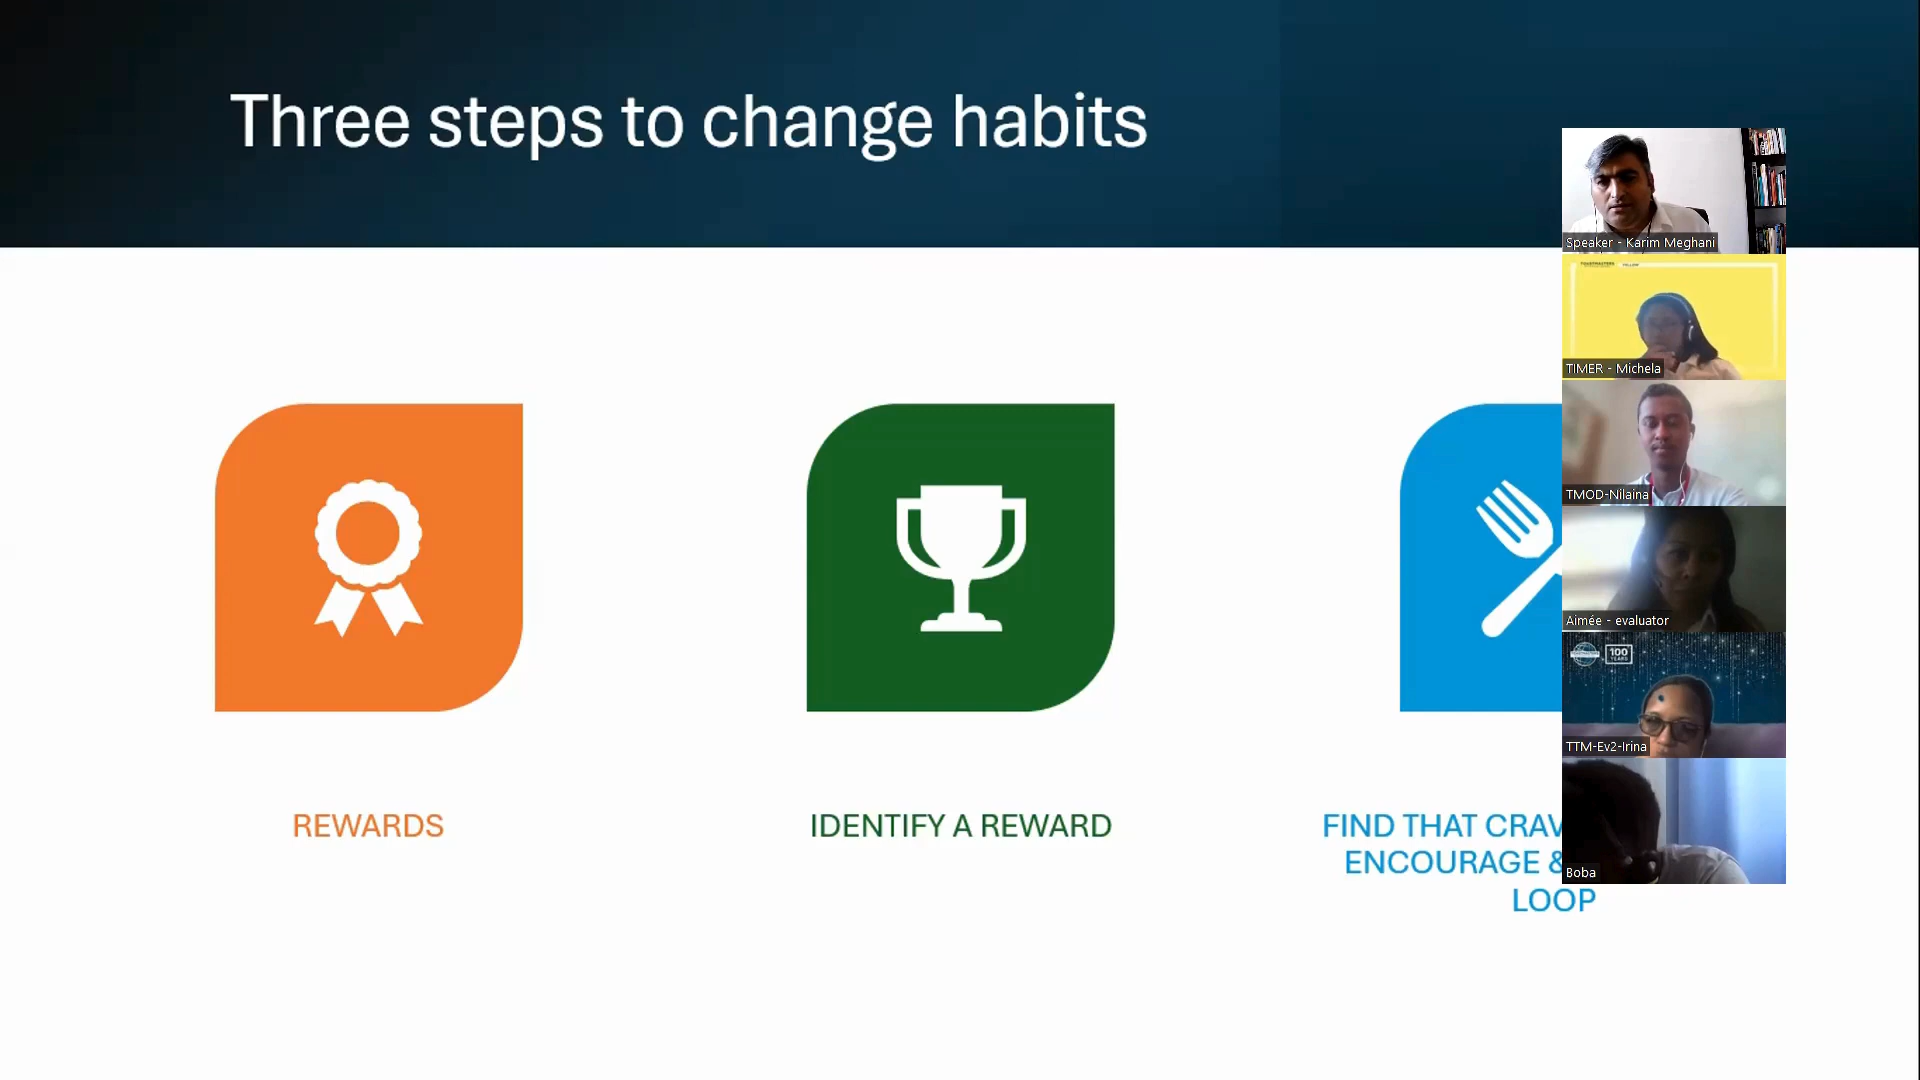 Three steps to change habits
REWARDS
IDENTIFY A REWARD
FIND THAT CRAV
ENCOURAGE &
LOOP
Speaker - Karim Meghani
TIMER - Michela
TMOD-Nilaina
Aimée - evaluator
100
YEARS
TTM-Ev2-Irina
Boba